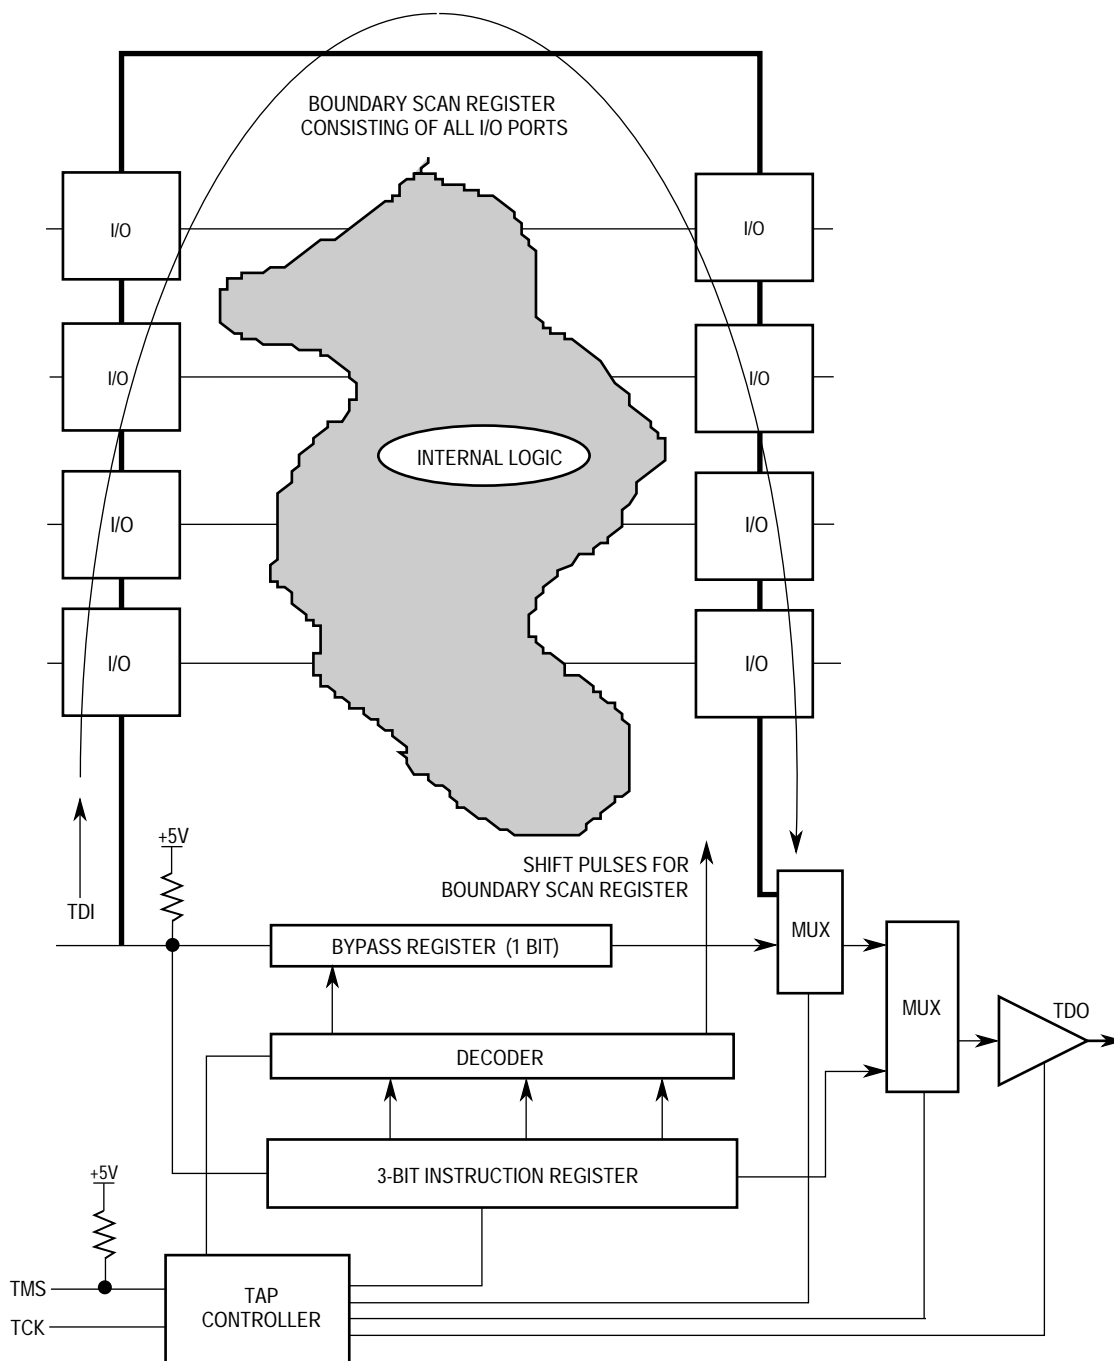 BOUNDARY SCAN REGISTER
CONSISTING OF ALL I/O PORTS
I/O
I/O
I/O
I/O
INTERNAL LOGIC
I/O
I/O
I/O
I/O
+5V
TDI
SHIFT PULSES FOR
BOUNDARY SCAN REGISTER
MUX
BYPASS REGISTER (1 BIT)
MUX
TDO
DECODER
3-BIT INSTRUCTION REGISTER
+5V
TMS
TCK
TAP
CONTROLLER